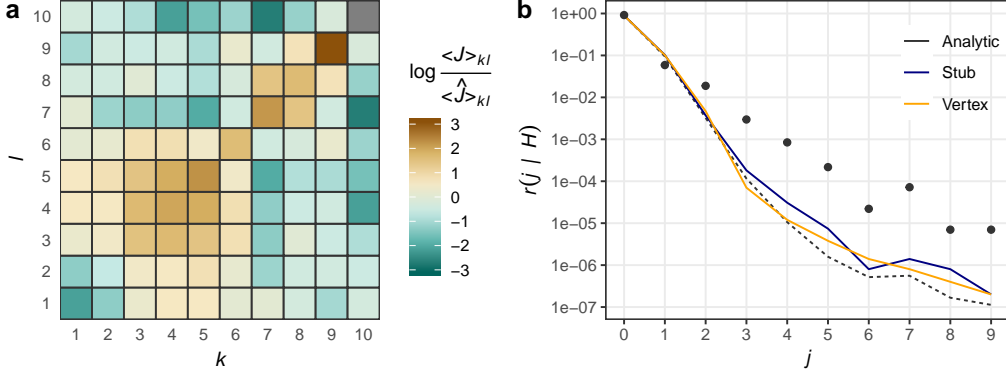 a
10
9
8
7
6
5
4
3
2
1
l
1 2 3 4 5 6 7 8 9 10
k
log <J>kl
<Ĵ>kl
3
2
1
0
-1
-2
-3
b
1e+00
1e-01
1e-02
1e-03
1e-04
1e-05
1e-06
1e-07
r(j | H)
Analytic
Stub
Vertex
0 1 2 3 4 5 6 7 8 9
j